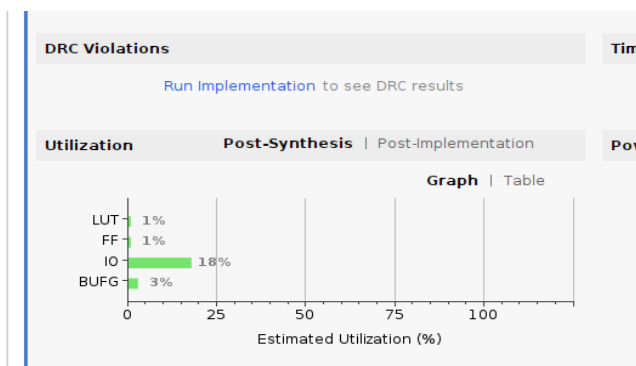 DRC Violations
Tim
Run Implementation to see DRC results
Utilization Post-Synthesis | Post-Implementation
Pov
Graph | Table
LUT 1%
FF 1%
IO 18%
BUFG 3%
0 25 50 75 100
Estimated Utilization (%)